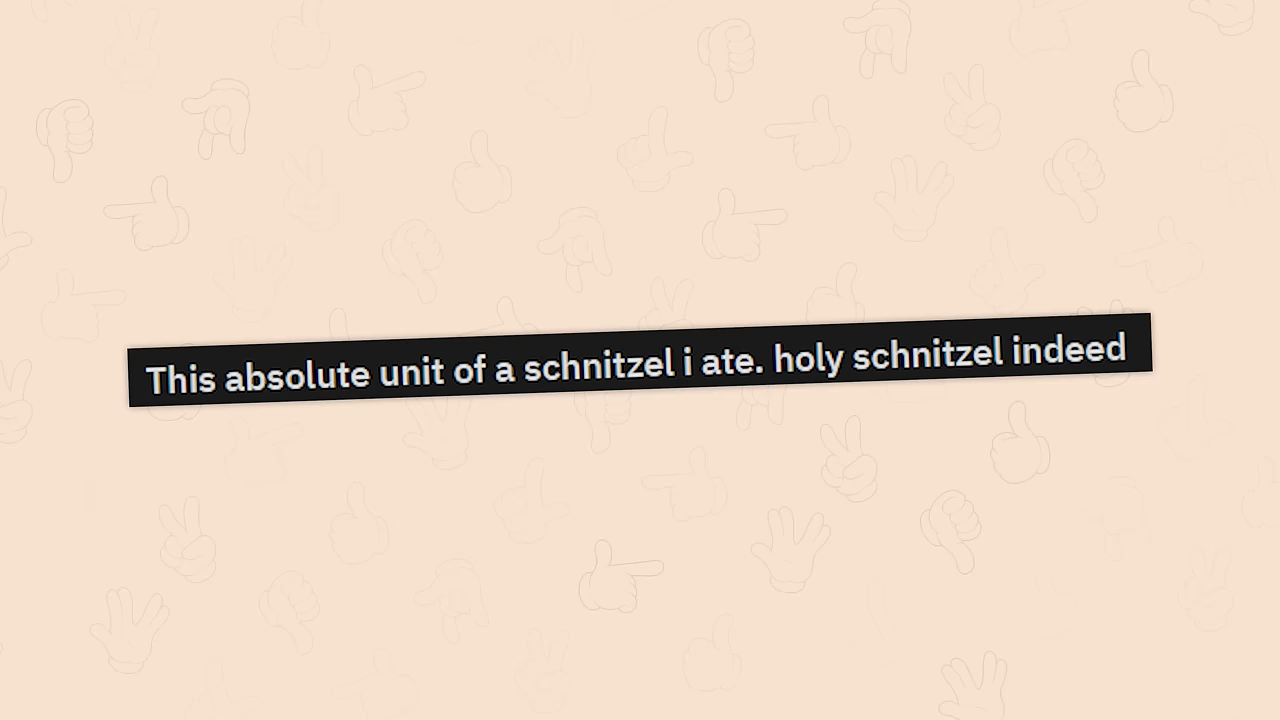 This absolute unit of a schnitzel i ate. holy schnitzel indeed